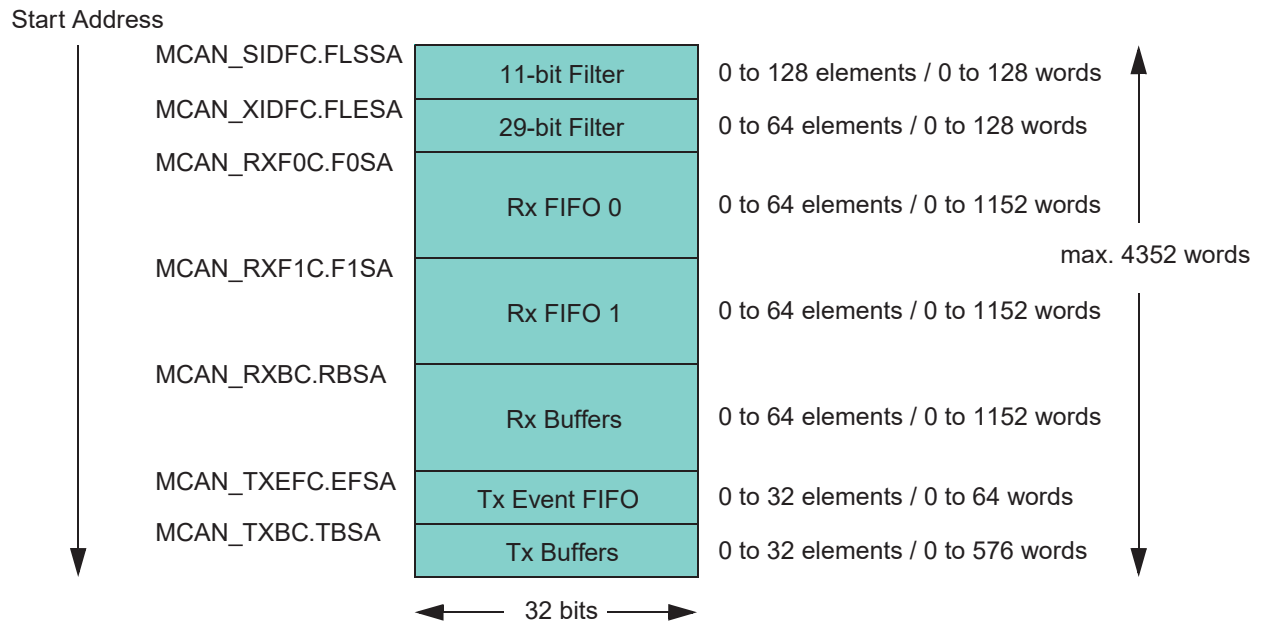 Start Address
MCAN_SIDFC.FLSSA
11-bit Filter
0 to 128 elements / 0 to 128 words
MCAN_XIDFC.FLESA
29-bit Filter
0 to 64 elements / 0 to 128 words
MCAN_RXF0C.F0SA
Rx FIFO 0
0 to 64 elements / 0 to 1152 words
max. 4352 words
MCAN_RXF1C.F1SA
Rx FIFO 1
0 to 64 elements / 0 to 1152 words
MCAN_RXBC.RBSA
Rx Buffers
0 to 64 elements / 0 to 1152 words
MCAN_TXEFC.EFSA
Tx Event FIFO
0 to 32 elements / 0 to 64 words
MCAN_TXBC.TBSA
Tx Buffers
0 to 32 elements / 0 to 576 words
32 bits